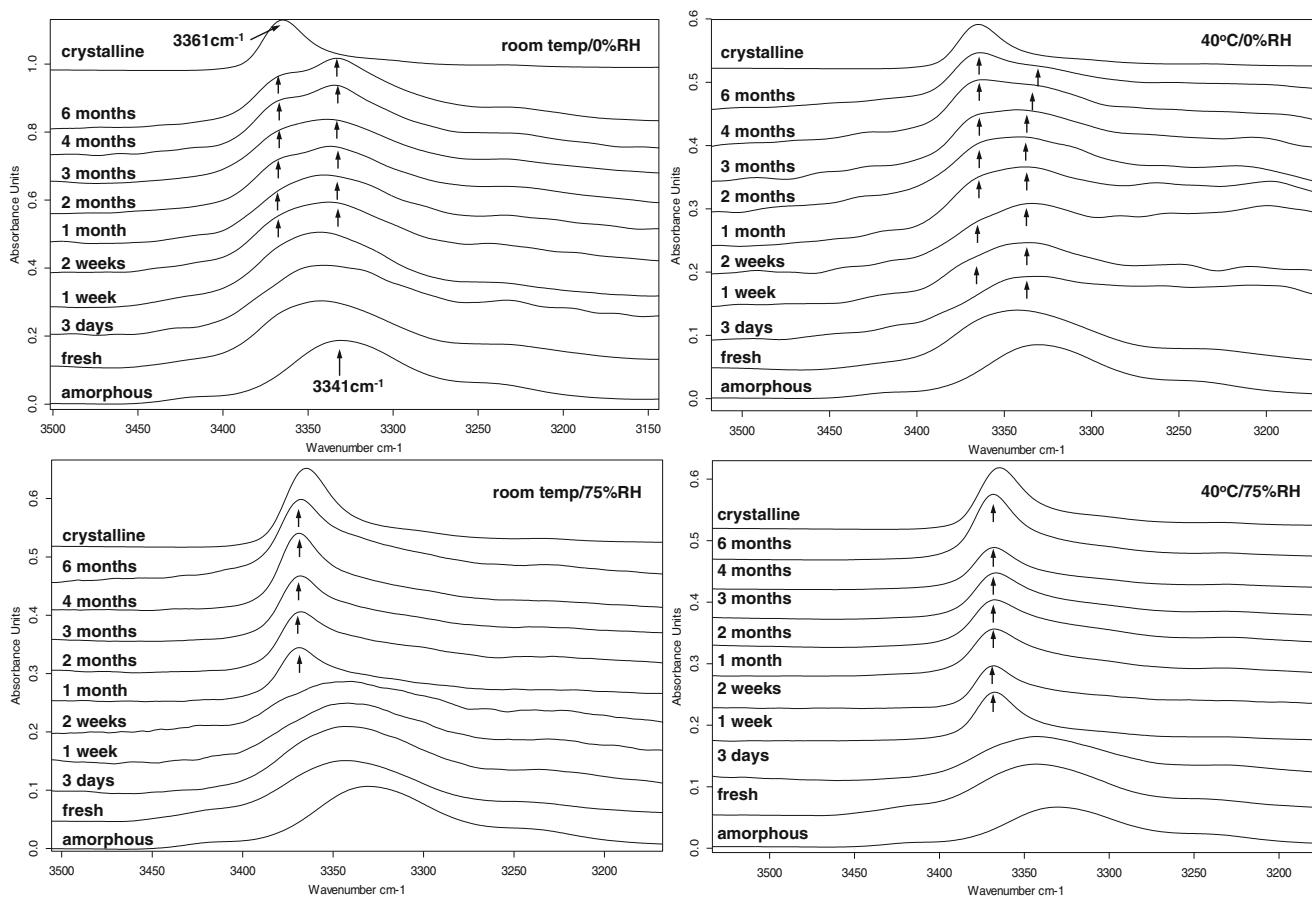 3361cm-1
room temp/0%RH
crystalline
6 months
4 months
3 months
2 months
1 month
2 weeks
1 week
3 days
fresh
amorphous
3341cm-1
Absorbance Units
0.0 0.2 0.4 0.6 0.8 1.0
3500 3450 3400 3350 3300 3250 3200 3150
Wavenumber cm-1
40°C/0%RH
crystalline
6 months
4 months
3 months
2 months
1 month
2 weeks
1 week
3 days
fresh
amorphous
Absorbance Units
0.0 0.1 0.2 0.3 0.4 0.5 0.6
3500 3450 3400 3350 3300 3250 3200
Wavenumber cm-1
room temp/75%RH
crystalline
6 months
4 months
3 months
2 months
1 month
2 weeks
1 week
3 days
fresh
amorphous
Absorbance Units
0.0 0.1 0.2 0.3 0.4 0.5 0.6
3500 3450 3400 3350 3300 3250 3200
Wavenumber cm-1
40°C/75%RH
crystalline
6 months
4 months
3 months
2 months
1 month
2 weeks
1 week
3 days
fresh
amorphous
Absorbance Units
0.0 0.1 0.2 0.3 0.4 0.5 0.6
3500 3450 3400 3350 3300 3250 3200
Wavenumber cm-1